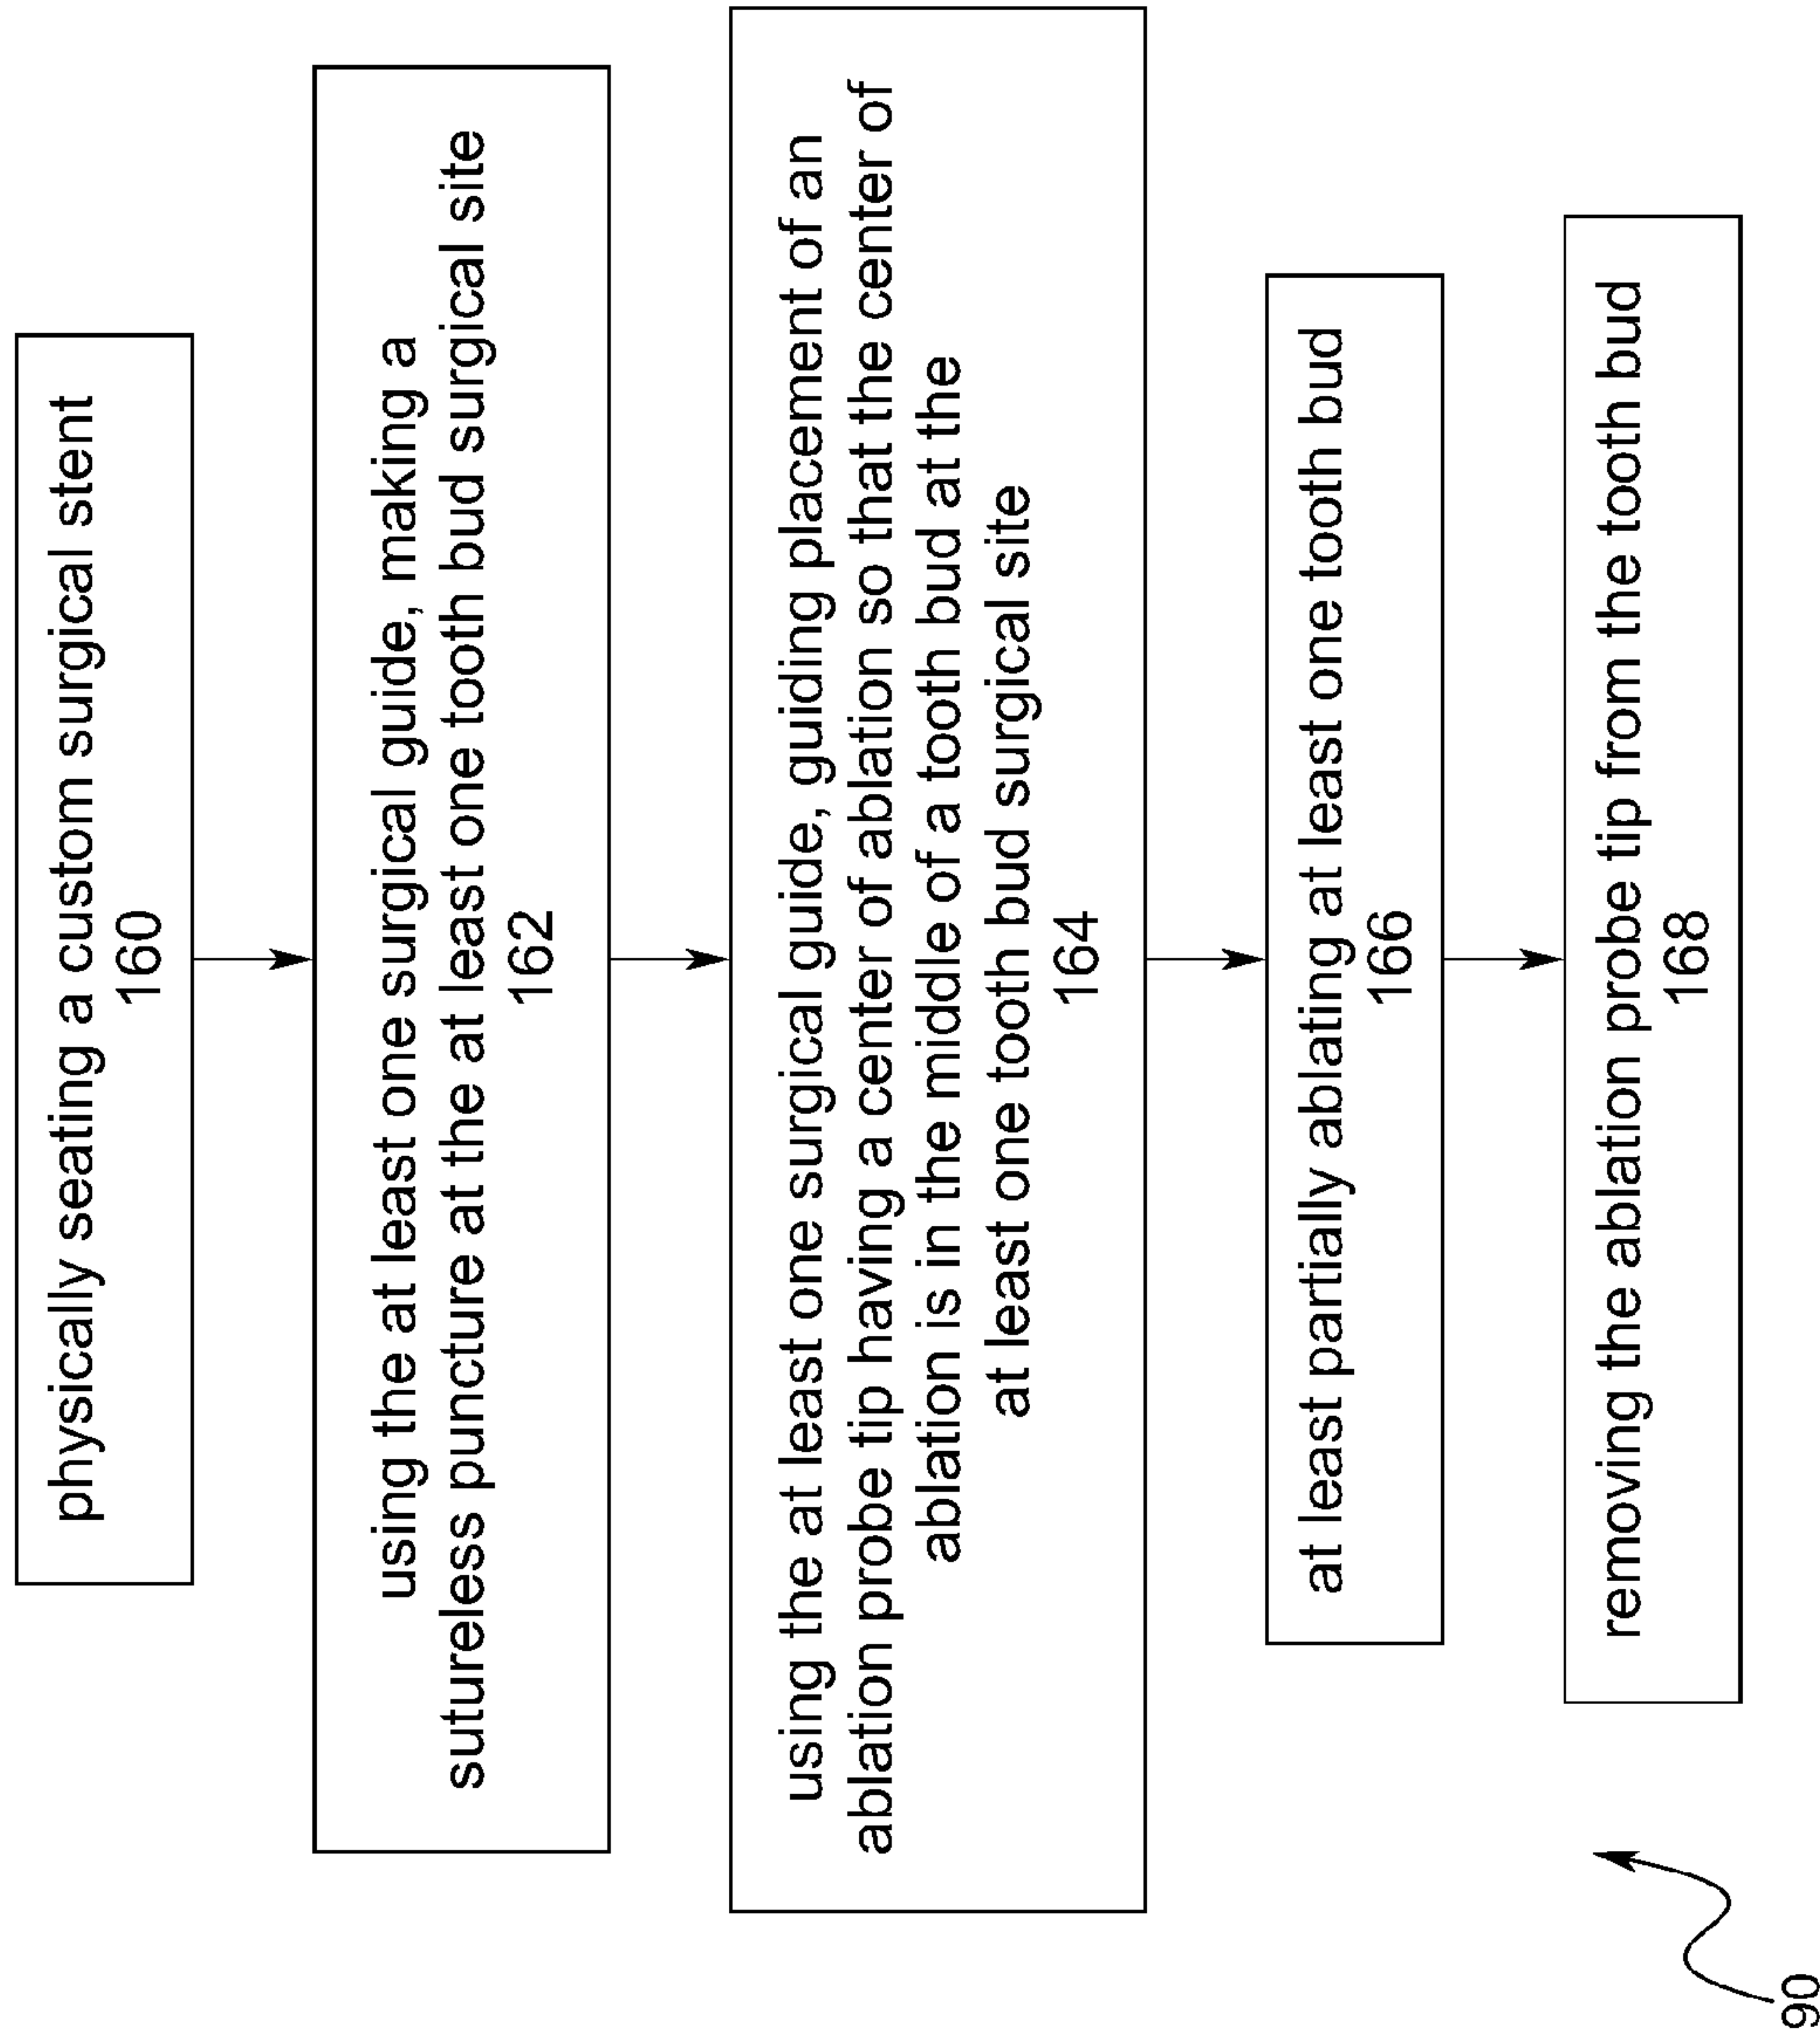 physically seating a custom surgical stent
160
using the at least one surgical guide, making a
sutureless puncture at the at least one tooth bud surgical site
162
using the at least one surgical guide, guiding placement of an
ablation probe tip having a center of ablation so that the center of
ablation is in the middle of a tooth bud at the
at least one tooth bud surgical site
164
at least partially ablating at least one tooth bud
166
removing the ablation probe tip from the tooth bud
168
90